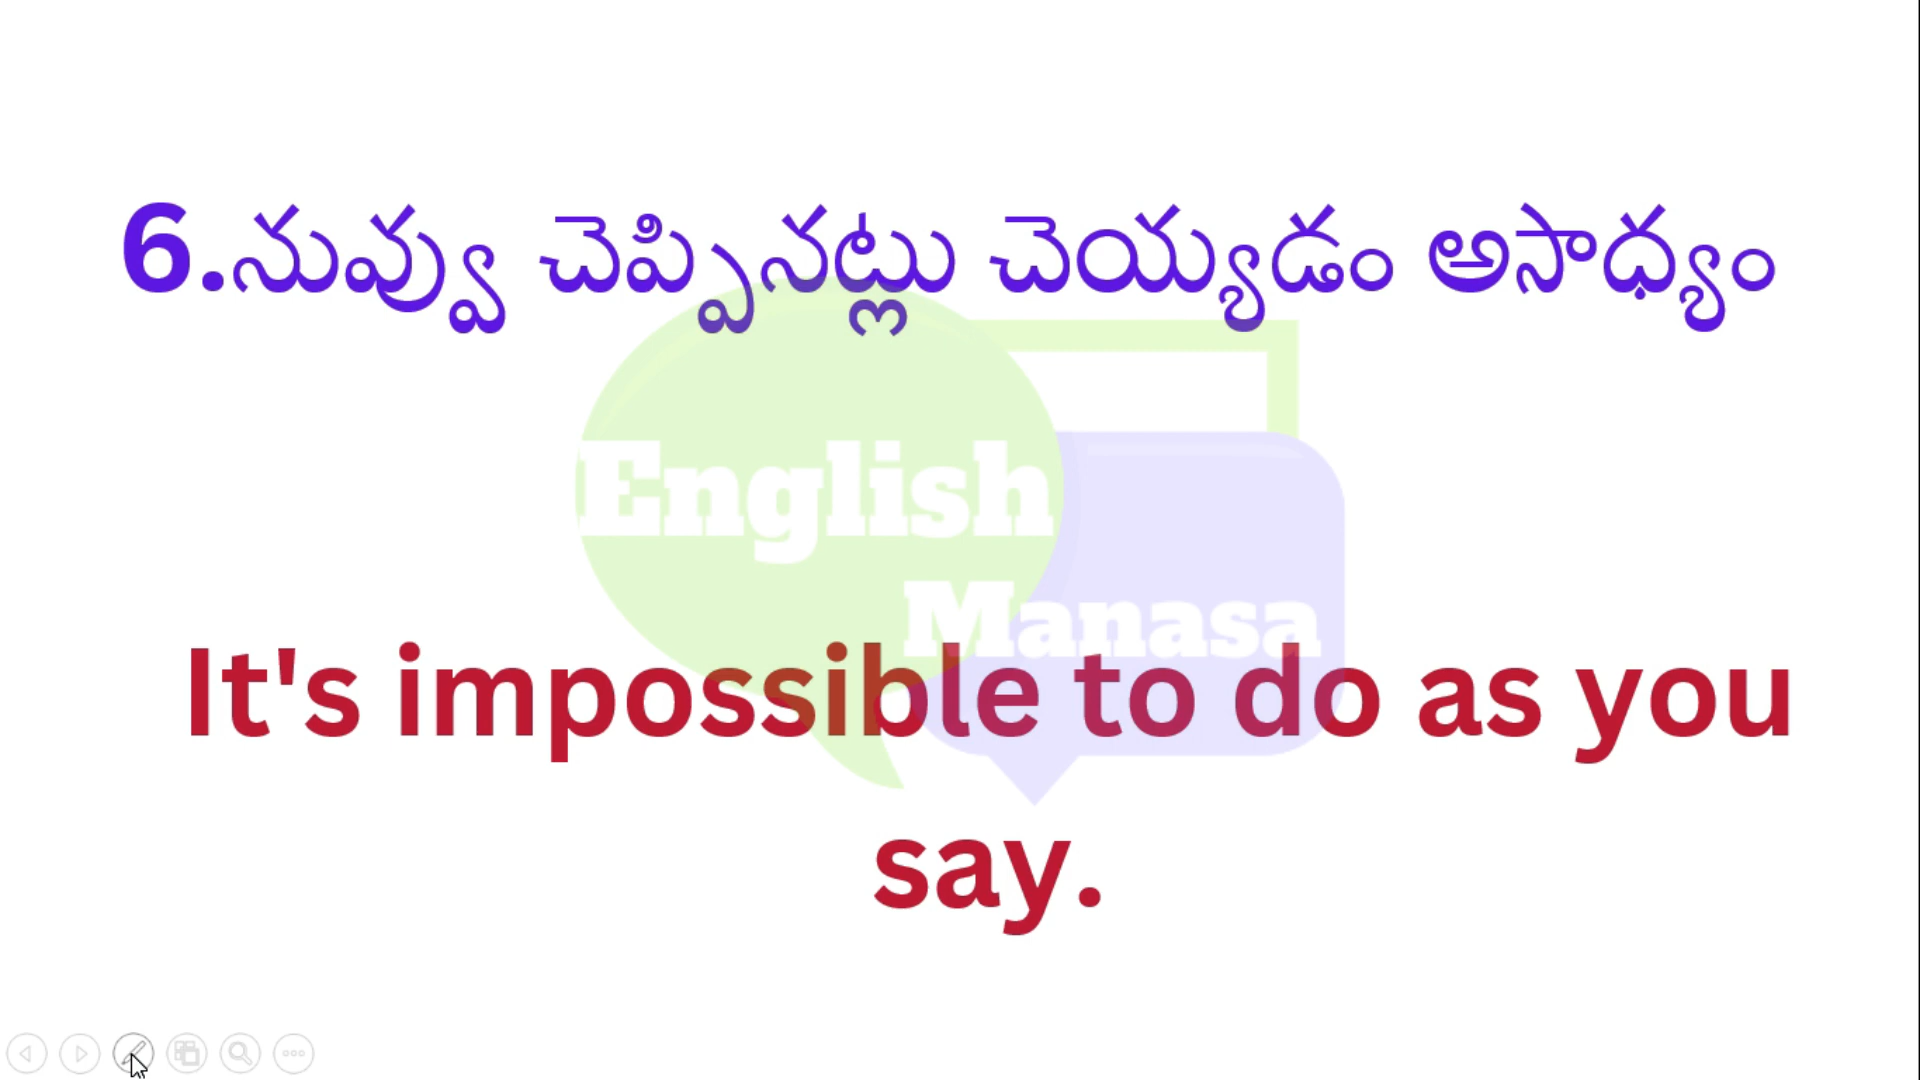 6.నువ్వు చెప్పినట్లు చెయ్యడం అసాధ్యం
English
Manasa
It's impossible to do as you
say.